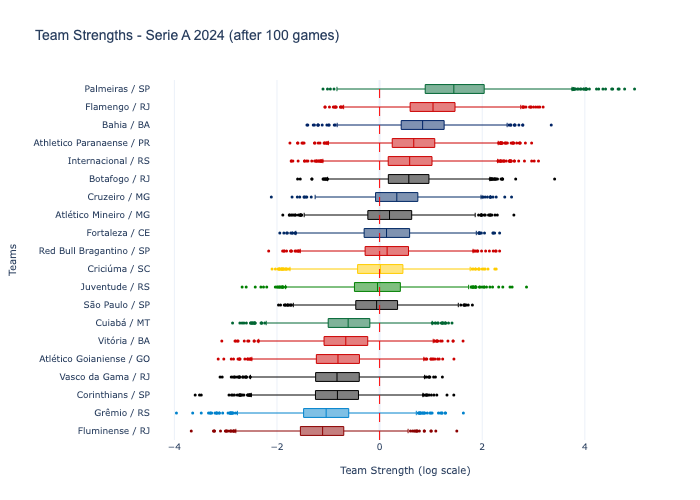 Team Strengths - Serie A 2024 (after 100 games)
Palmeiras / SP
Flamengo / RJ
Bahia / BA
Athletico Paranaense / PR
Internacional / RS
Botafogo / RJ
Cruzeiro / MG
Atlético Mineiro / MG
Fortaleza / CE
Red Bull Bragantino / SP
Criciúma / SC
Juventude / RS
São Paulo / SP
Cuiabá / MT
Vitória / BA
Atlético Goianiense / GO
Vasco da Gama / RJ
Corinthians / SP
Grêmio / RS
Fluminense / RJ
Teams
−4 −2 0 2 4
Team Strength (log scale)